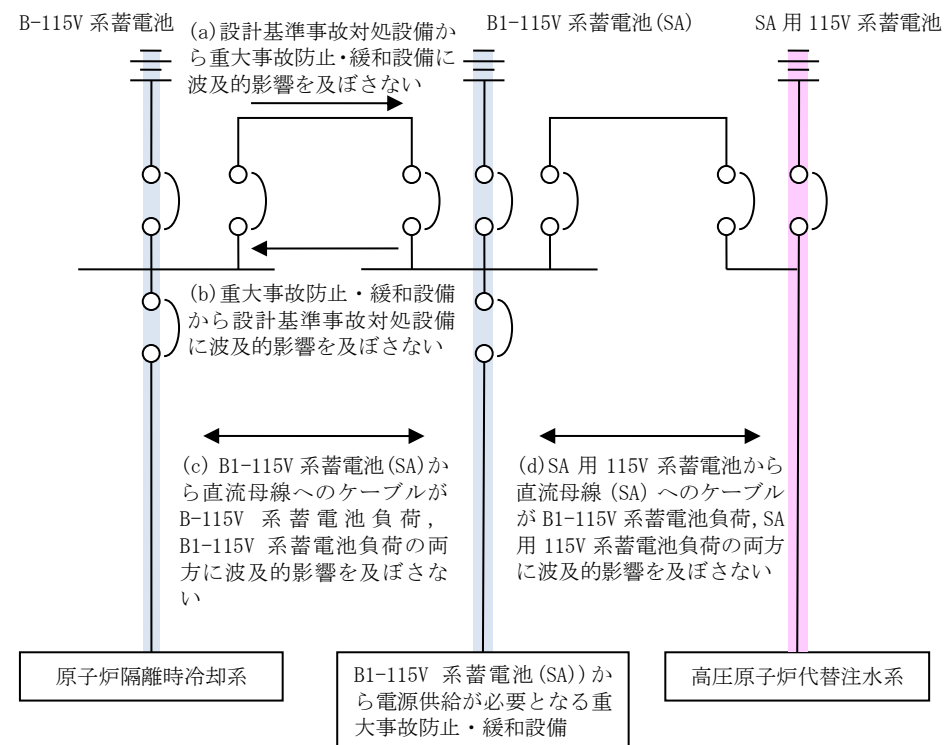 B-115V 系蓄電池
B1-115V 系蓄電池(SA)
SA 用 115V 系蓄電池
(a)設計基準事故対処設備か
ら重大事故防止・緩和設備に
波及的影響を及ぼさない
(b)重大事故防止・緩和設備
から設計基準事故対処設備
に波及的影響を及ぼさない
(c) B1-115V 系蓄電池(SA)か
ら直流母線へのケーブルが
B-115V 系蓄電池負荷,
B1-115V 系蓄電池負荷の両
方に波及的影響を及ぼさな
い
(d)SA 用 115V 系蓄電池から
直流母線(SA)へのケーブル
が B1-115V 系蓄電池負荷,SA
用 115V 系蓄電池負荷の両方
に波及的影響を及ぼさない
原子炉隔離時冷却系
B1-115V 系蓄電池(SA))か
ら電源供給が必要となる重
大事故防止・緩和設備
高圧原子炉代替注水系